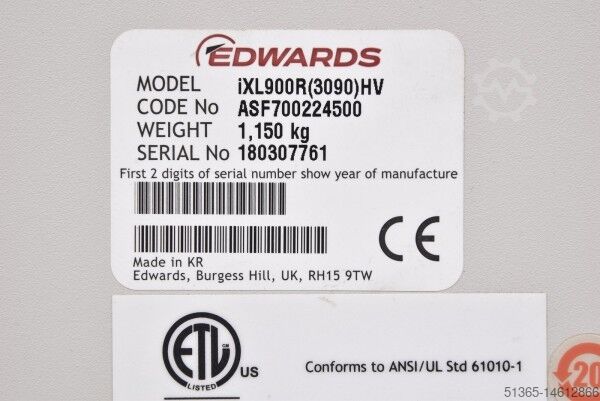 EDWARDS
MODEL iXL900R(3090)HV
CODE No ASF700224500
WEIGHT 1,150 kg
SERIAL No 180307761
First 2 digits of serial number show year of manufacture
CE
Made in KR
Edwards, Burgess Hill, UK, RH15 9TW
ETL
CM
LISTED
US
Conforms to ANSI/UL Std 61010-1
20
51365-14612866